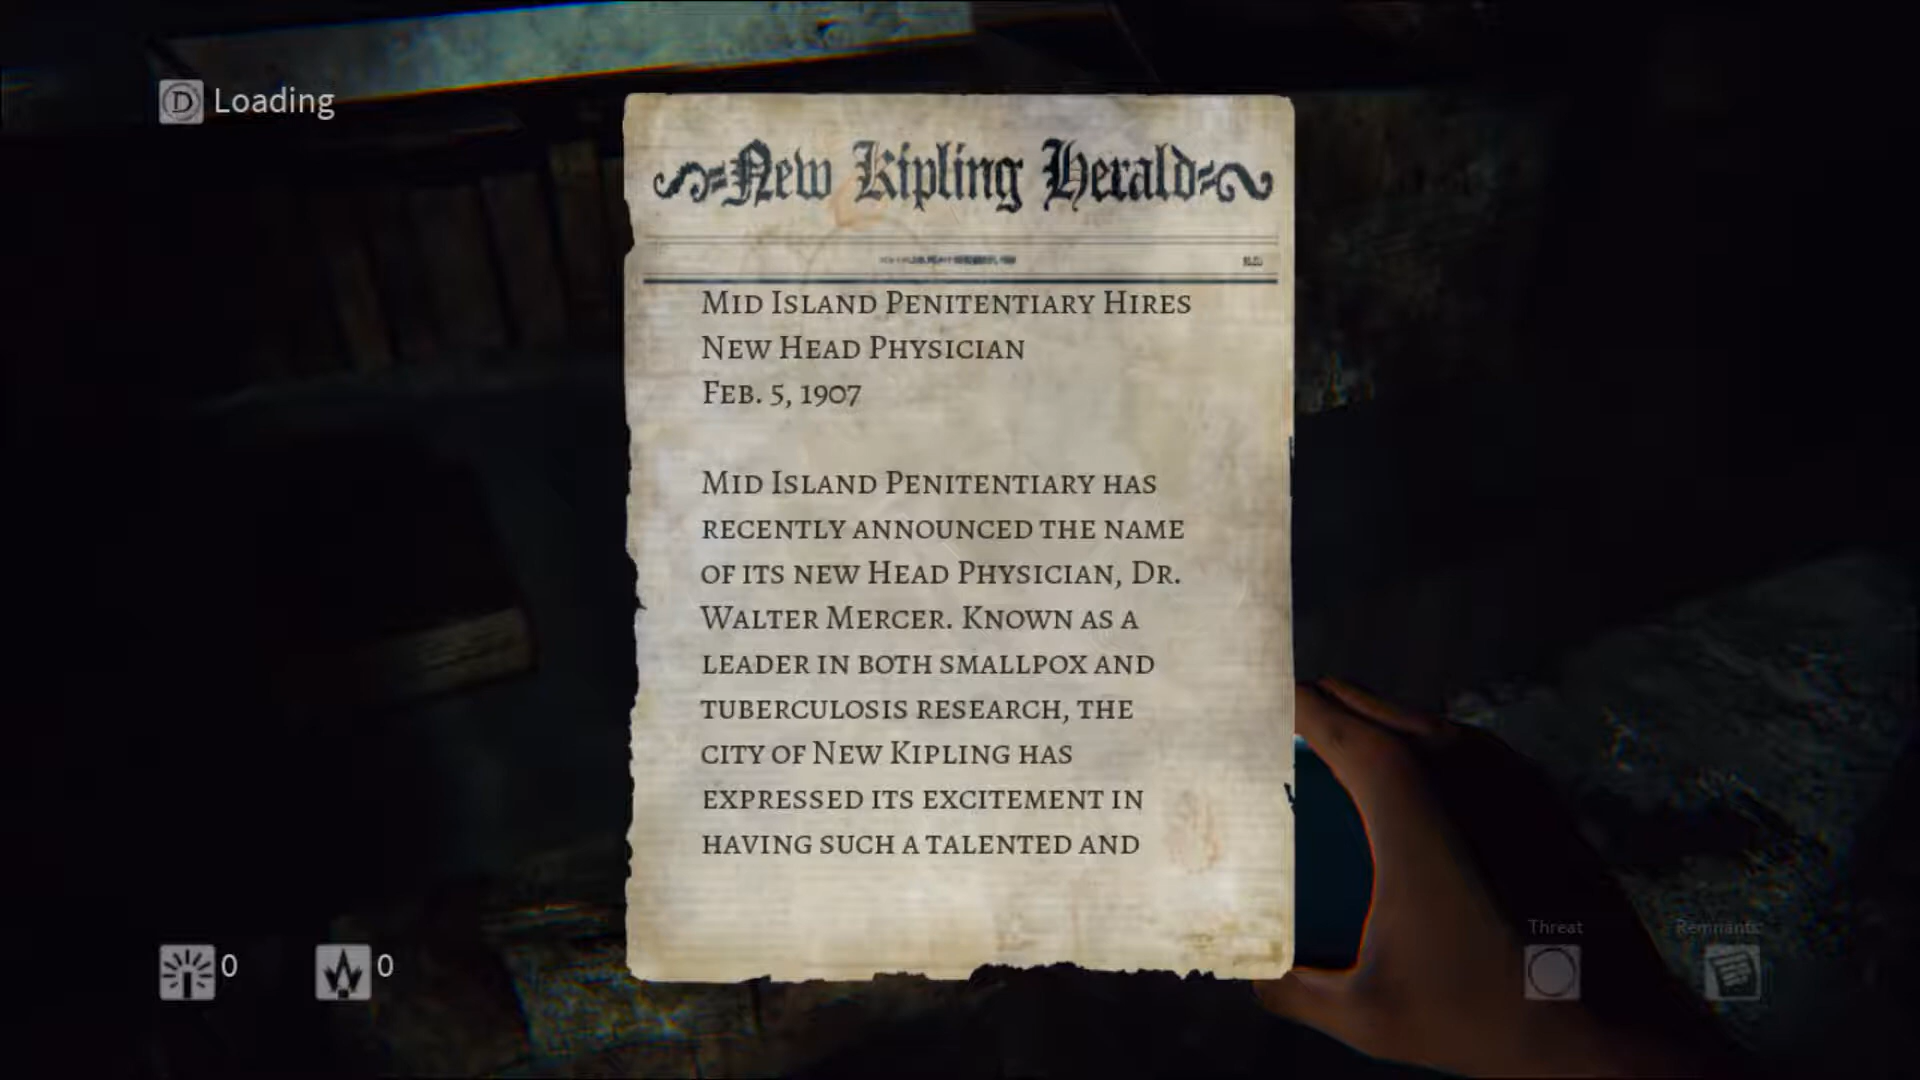 Loading
New Kipling Herald
Mid Island Penitentiary Hires
New Head Physician
Feb. 5, 1907
Mid Island Penitentiary has
recently announced the name
of its new Head Physician, Dr.
Walter Mercer. Known as a
leader in both smallpox and
tuberculosis research, the
city of New Kipling has
expressed its excitement in
having such a talented and
0
0
Threat
Remnants